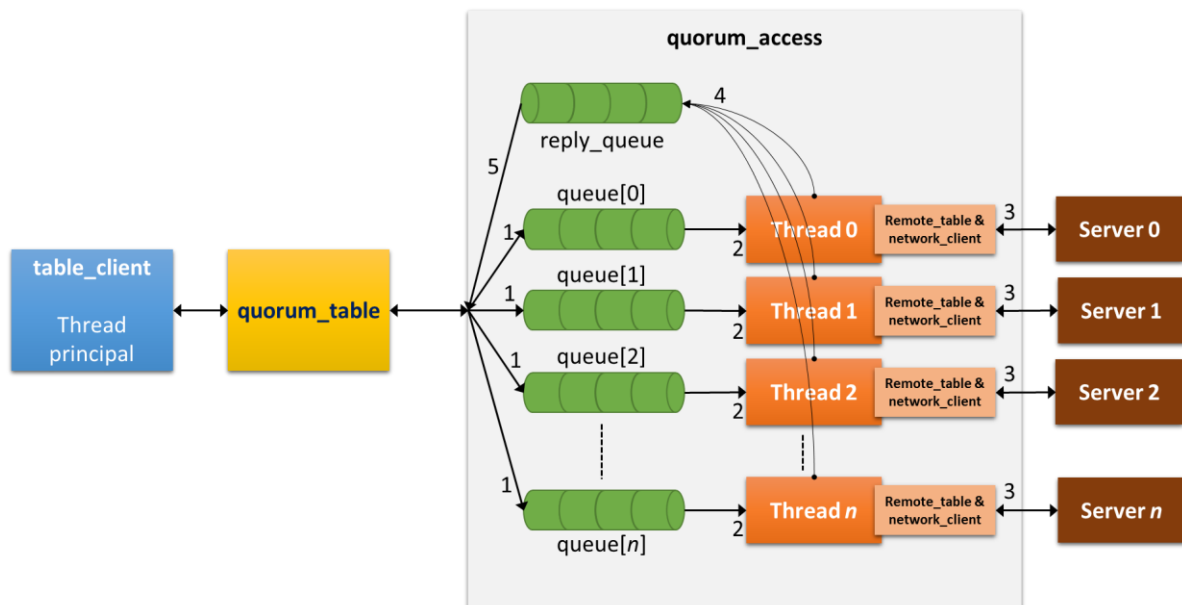 quorum_access
4
reply_queue
5
queue[0]
1
2
Thread 0
Remote_table &
network_client
3
Server 0
table_client
Thread
principal
quorum_table
queue[1]
1
2
Thread 1
Remote_table &
network_client
3
Server 1
queue[2]
1
2
Thread 2
Remote_table &
network_client
3
Server 2
1
2
Thread n
Remote_table &
network_client
3
Server n
queue[n]